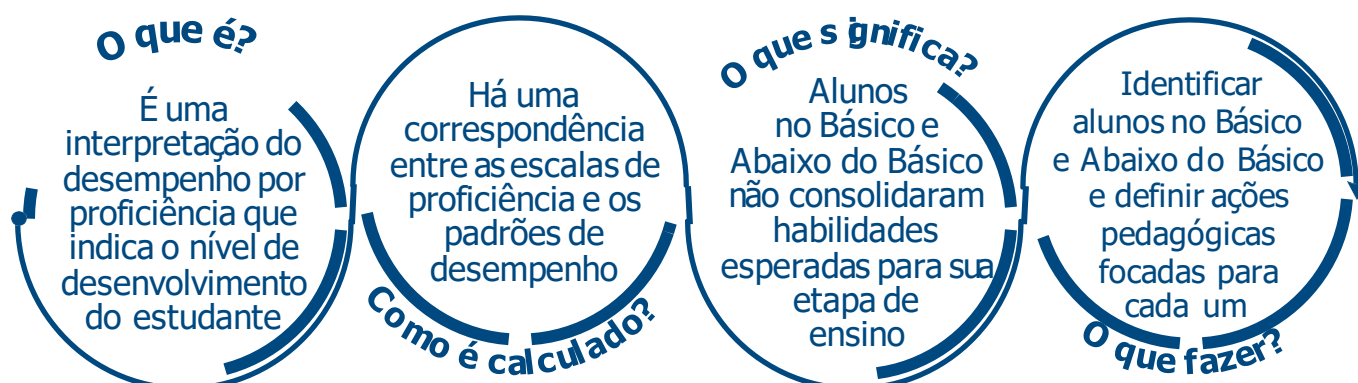 O que é?
É uma
interpretação do
desempenho por
proficiência que
indica o nível de
desenvolvimento
do estudante
Há uma
correspondência
entre as escalas de
proficiência e os
padrões de
desempenho
Como é calculado?
O que significa?
Alunos
no Básico e
Abaixo do Básico
não consolidaram
habilidades
esperadas para sua
etapa de
ensino
Identificar
alunos no Básico
e Abaixo do Básico
e definir ações
pedagógicas
focadas para
cada um
O que fazer?